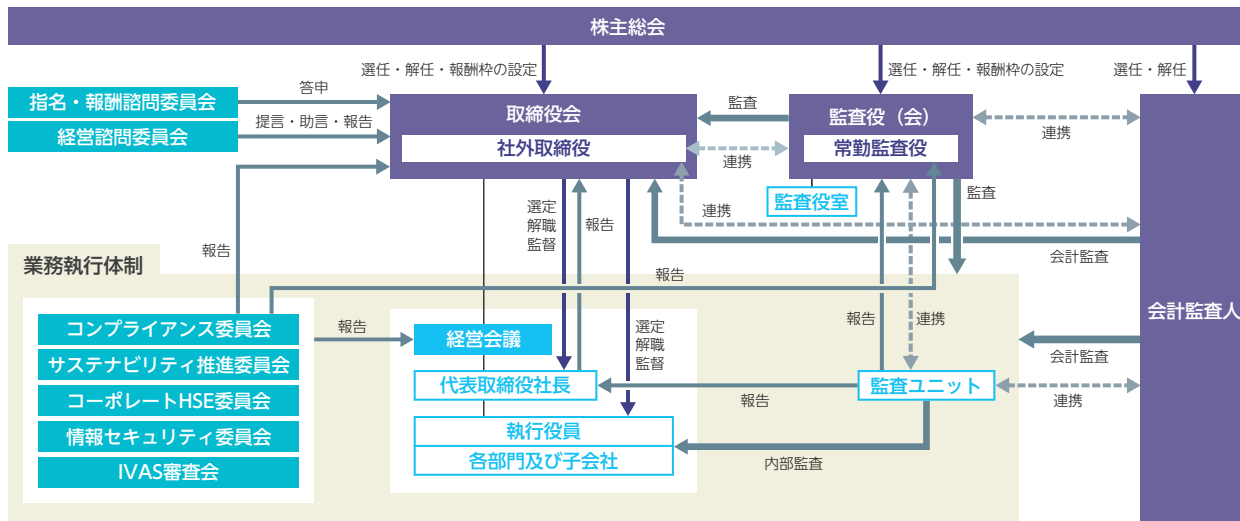 株主総会
選任・解任・報酬枠の設定
選任・解任・報酬枠の設定
選任・解任
指名・報酬諮問委員会
答申
経営諮問委員会
提言・助言・報告
取締役会
社外取締役
監査
連携
監査役（会）
常勤監査役
連携
監査役室
監査
連携
会計監査
選定
解職
監督
報告
報告
業務執行体制
報告
コンプライアンス委員会
サステナビリティ推進委員会
コーポレートHSE委員会
情報セキュリティ委員会
IVAS審査会
報告
経営会議
選定
解職
監督
代表取締役社長
執行役員
各部門及び子会社
報告
連携
報告
監査ユニット
内部監査
会計監査
連携
会計監査人